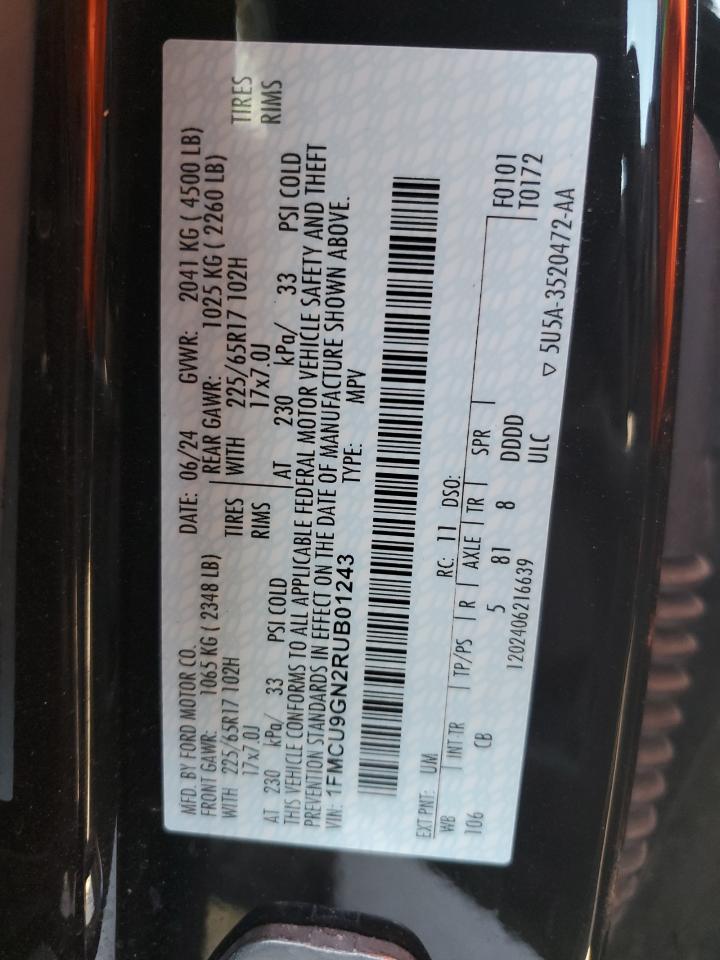 MFD. BY FORD MOTOR CO.
DATE: 06/24 GVWR: 2041 KG ( 4500 LB)
FRONT GAWR: 1065 KG ( 2348 LB) REAR GAWR: 1025 KG ( 2260 LB)
WITH 225/65R17 102H TIRES WITH 225/65R17 102H TIRES
17x7.0J RIMS 17x7.0J RIMS
AT 230 kPa/ 33 PSI COLD AT 230 kPa/ 33 PSI COLD
THIS VEHICLE CONFORMS TO ALL APPLICABLE FEDERAL MOTOR VEHICLE SAFETY AND THEFT
PREVENTION STANDARDS IN EFFECT ON THE DATE OF MANUFACTURE SHOWN ABOVE.
VIN: 1FMCU9GN2RUB01243 TYPE: MPV
EXT PNT: UM RC: 11 DSO: F0101
WB INT TR TP/PS R AXLE TR SPR T0172
106 CB 5 81 8 DDDD
1202406216639 ULC
▽ 5U5A-3520472-AA